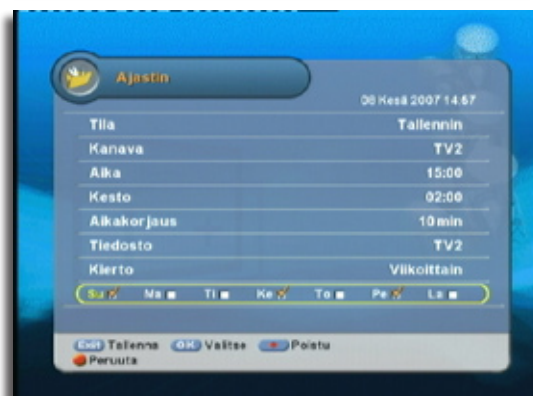 Ajastin
08 Kesä 2007 14:57
Tila Tallennin
Kanava TV2
Aika 15:00
Kesto 02:00
Aikakorjaus 10 min
Tiedosto TV2
Kierto Viikoittain
Su Ma Ti Ke To Pe La
Exit Tallenna OK Valitse Poistu
Peruuta